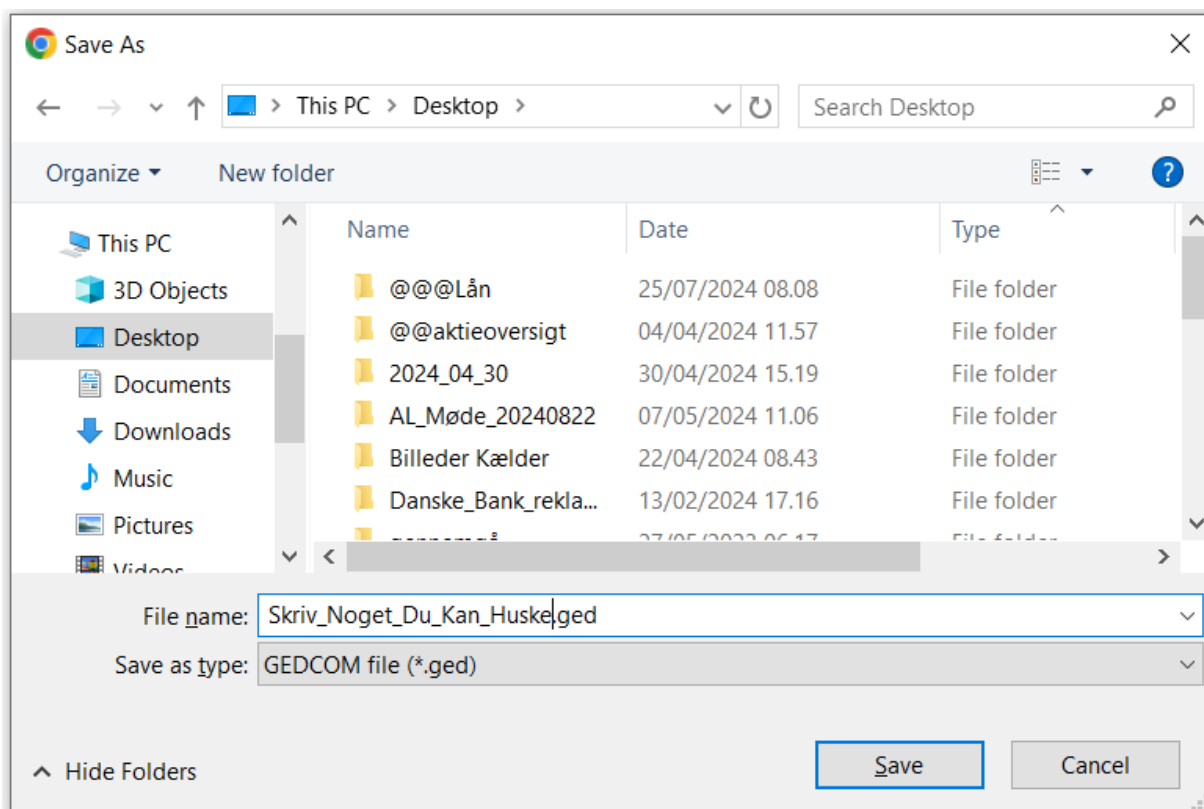 Save As
This PC > Desktop >
Search Desktop
Organize
New folder
?
This PC
3D Objects
Desktop
Documents
Downloads
Music
Pictures
Videos
Name Date Type
@@@Lån 25/07/2024 08.08 File folder
@@aktieoversigt 04/04/2024 11.57 File folder
2024_04_30 30/04/2024 15.19 File folder
AL_Møde_20240822 07/05/2024 11.06 File folder
Billeder Kælder 22/04/2024 08.43 File folder
Danske_Bank_rekla... 13/02/2024 17.16 File folder
File name: Skriv_Noget_Du_Kan_Huske.ged
Save as type: GEDCOM file (*.ged)
Hide Folders
Save
Cancel